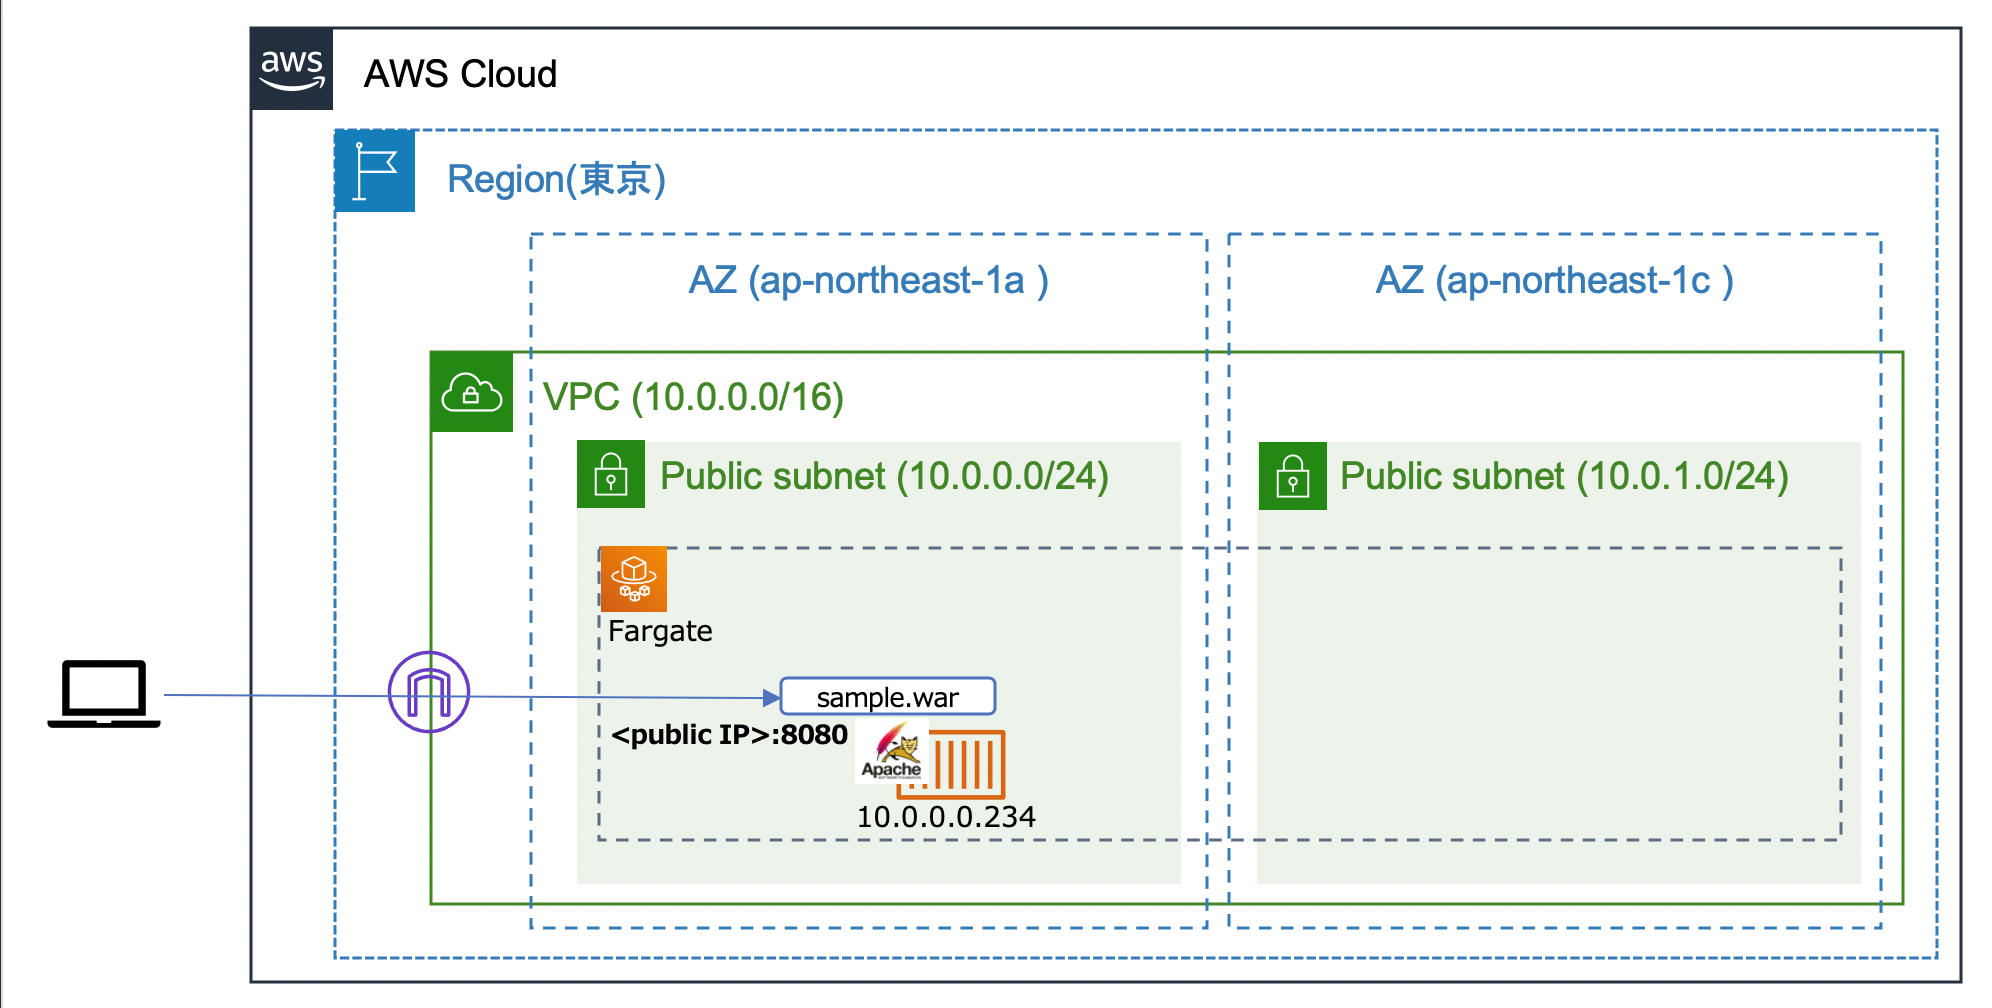 aws
AWS Cloud
Region(東京)
AZ (ap-northeast-1a )
AZ (ap-northeast-1c )
VPC (10.0.0.0/16)
Public subnet (10.0.0.0/24)
Public subnet (10.0.1.0/24)
Fargate
sample.war
<public IP>:8080
Apache
10.0.0.0.234